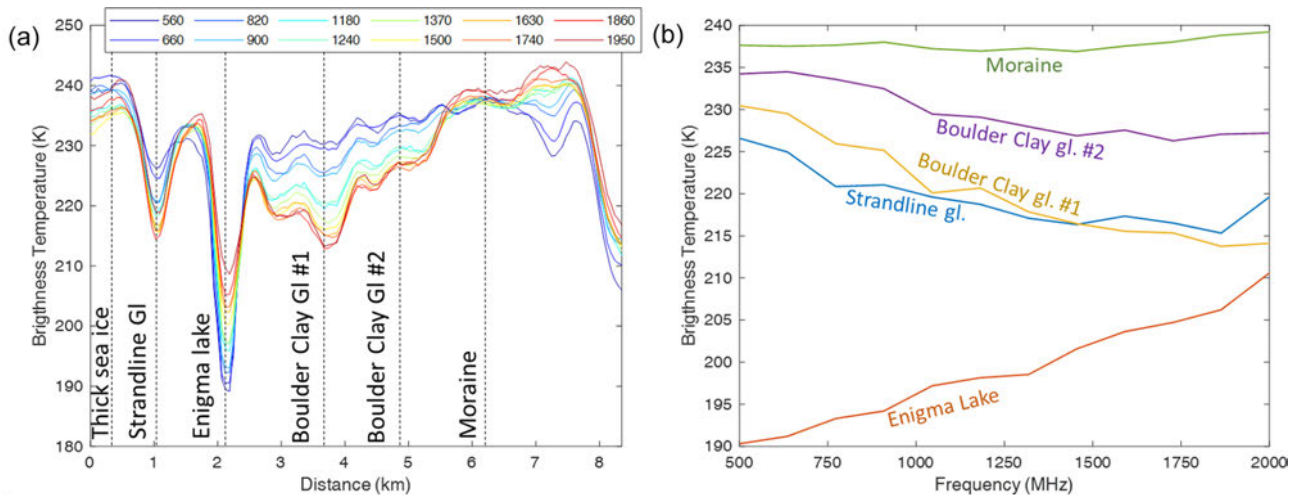 (a)
560 820 1180 1370 1630 1860
660 900 1240 1500 1740 1950
250
240
230
220
210
200
190
180
Brigthness Temperature (K)
Thick sea ice
Strandline Gl
Enigma lake
Boulder Clay Gl #1
Boulder Clay Gl #2
Moraine
0 1 2 3 4 5 6 7 8
Distance (km)
(b)
240
235
230
225
220
215
210
205
200
195
190
Brigthness Temperature (K)
Moraine
Boulder Clay gl. #2
Boulder Clay gl. #1
Strandline gl.
Enigma Lake
500 750 1000 1250 1500 1750 2000
Frequency (MHz)